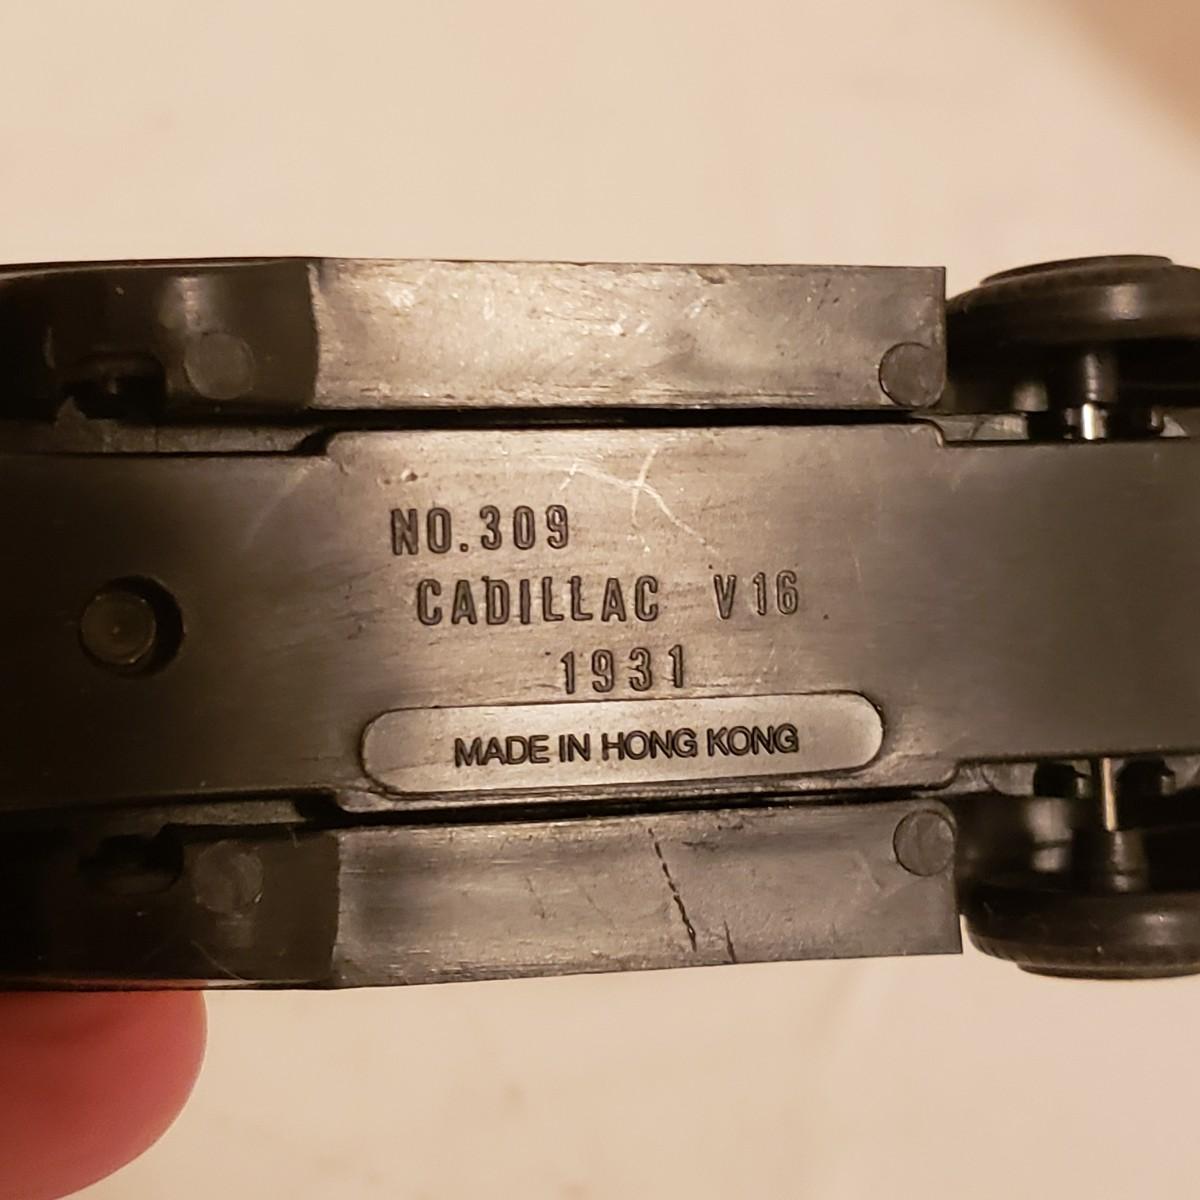 NO.309
CADILLAC V16
1931
MADE IN HONG KONG